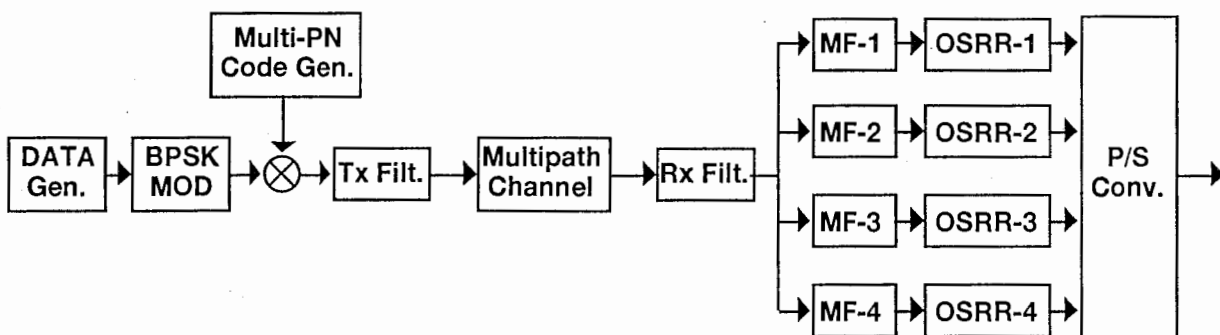 Multi-PN
Code Gen.
DATA
Gen.
BPSK
MOD
Tx Filt.
Multipath
Channel
Rx Filt.
MF-1
OSRR-1
MF-2
OSRR-2
MF-3
OSRR-3
MF-4
OSRR-4
P/S
Conv.